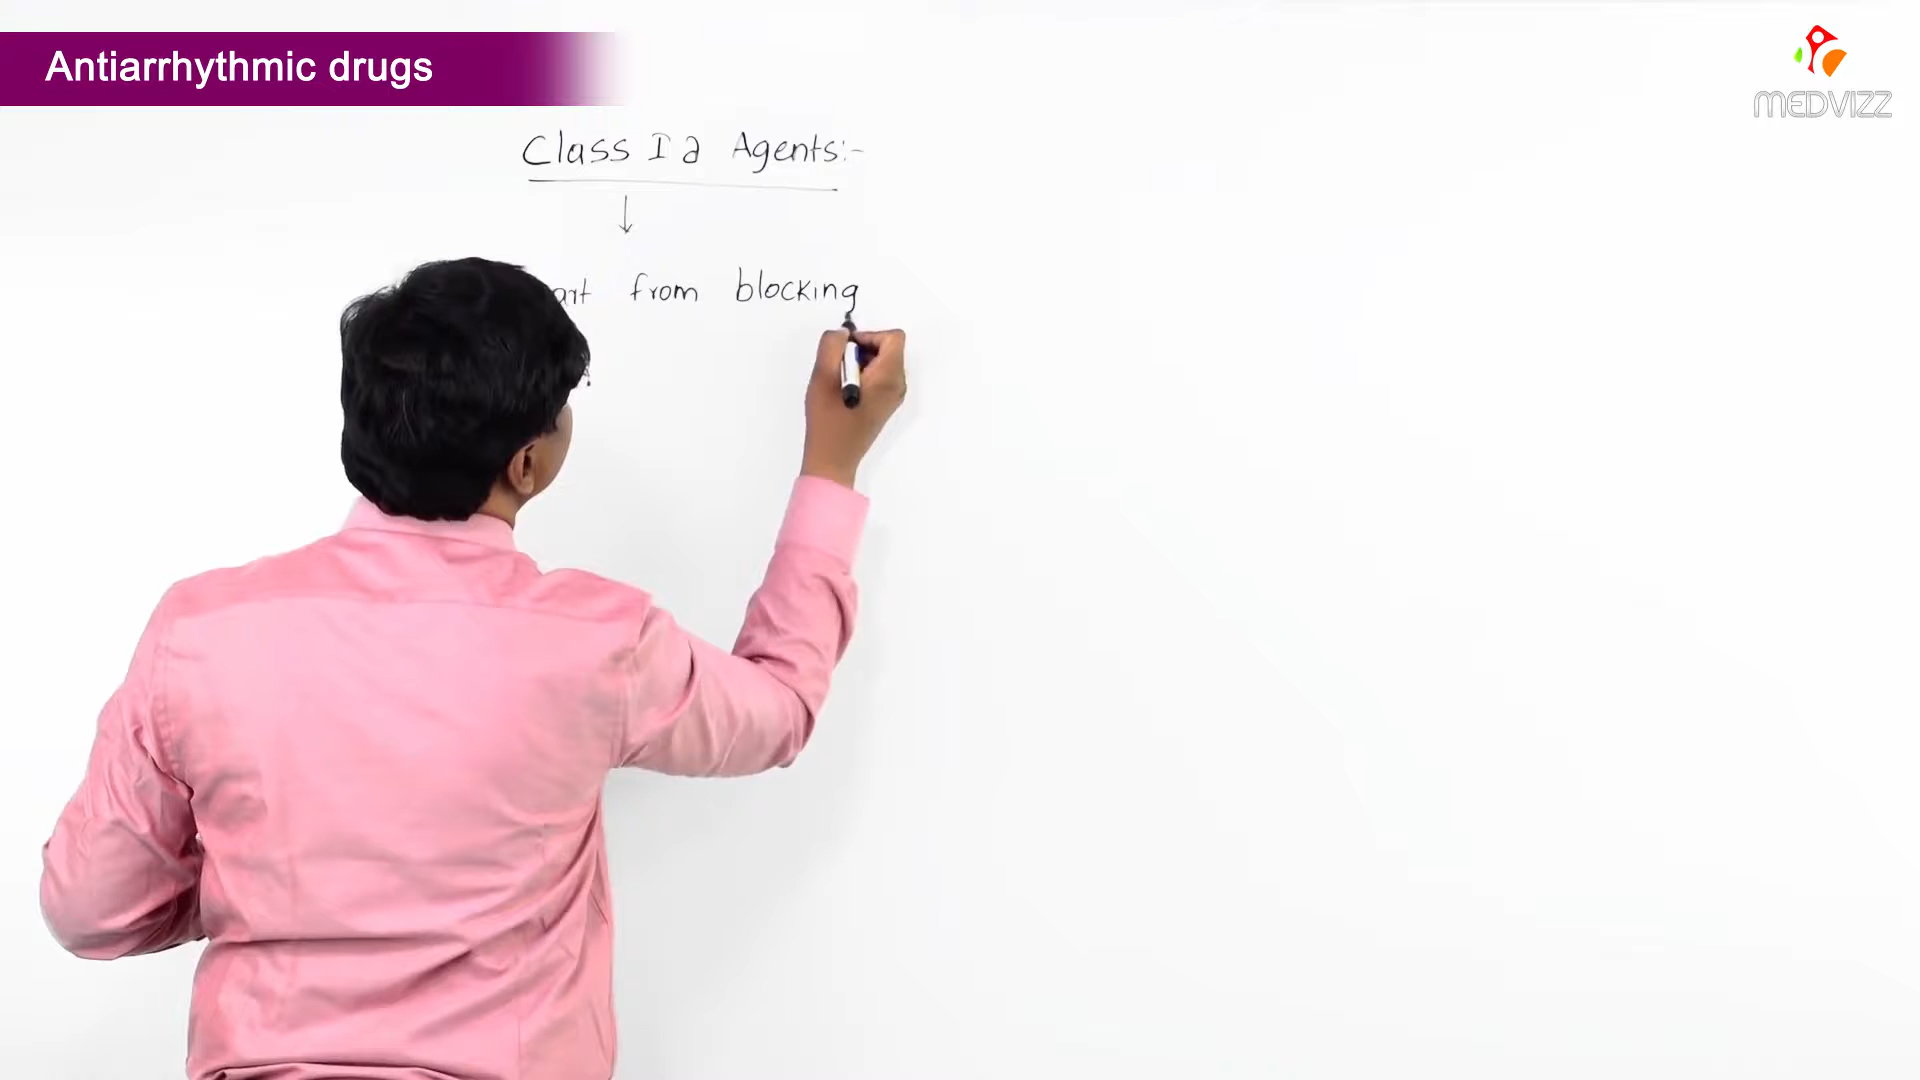 Antiarrhythmic drugs
MEDVIZZ
Class I a Agents:-
from blocking